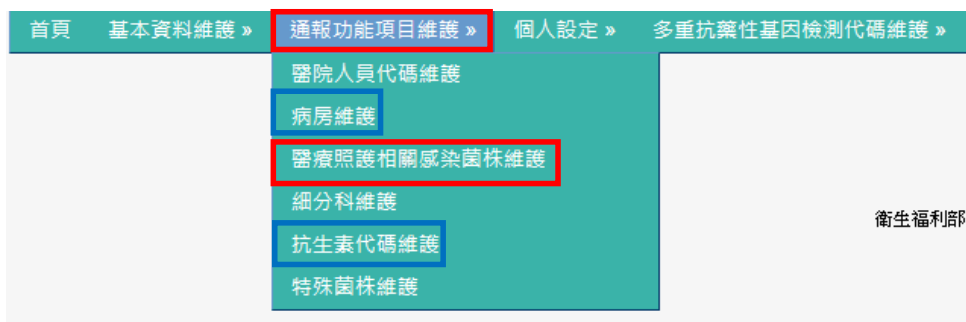 首頁 基本資料維護 » 通報功能項目維護 » 個人設定 » 多重抗藥性基因檢測代碼維護 »
醫院人員代碼維護
病房維護
醫療照護相關感染菌株維護
細分科維護
衛生福利部
抗生素代碼維護
特殊菌株維護